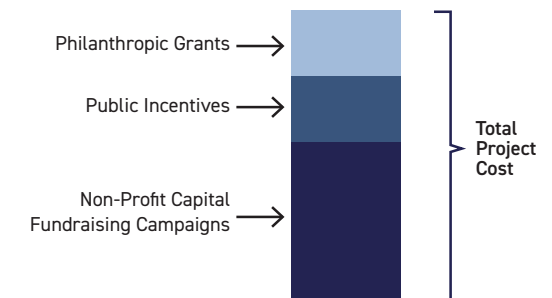 Philanthropic Grants
Public Incentives
Non-Profit Capital
Fundraising Campaigns
Total
Project
Cost